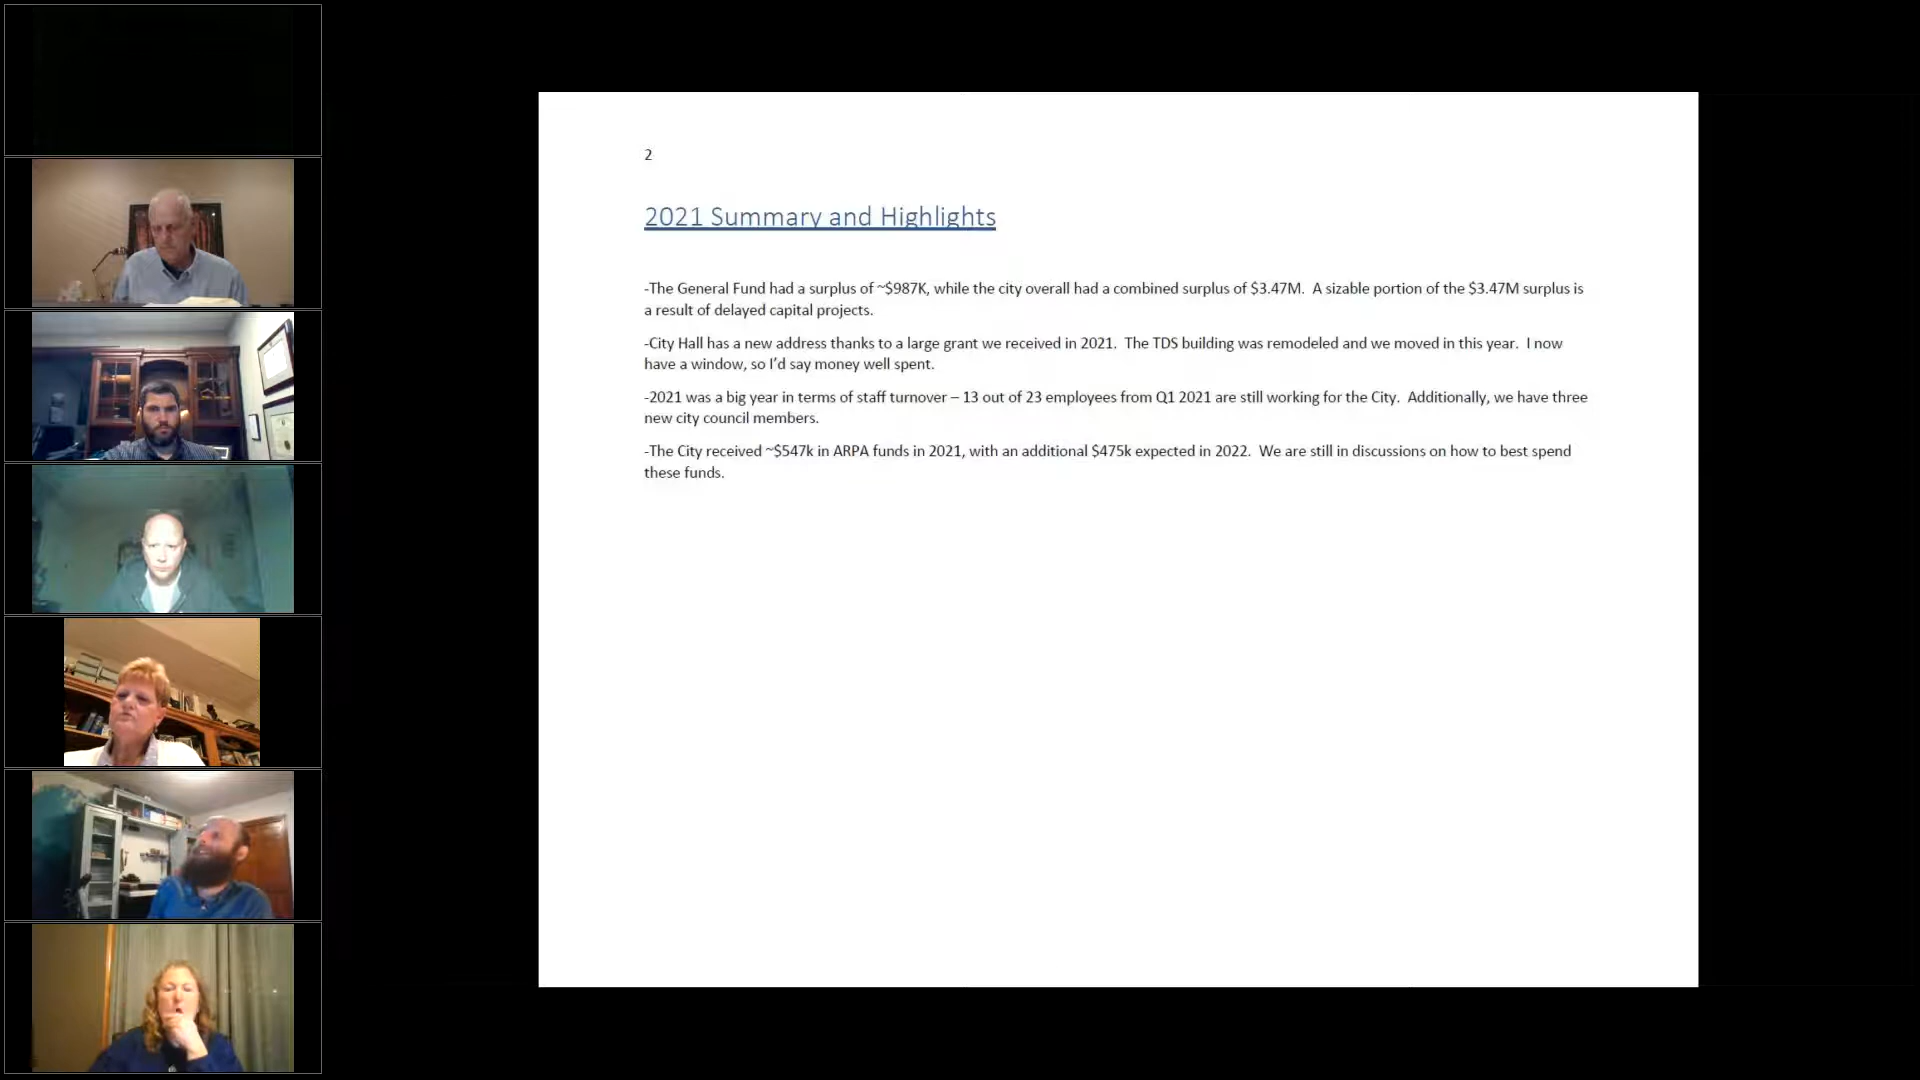 2
2021 Summary and Highlights
-The General Fund had a surplus of ~$987K, while the city overall had a combined surplus of $3.47M.  A sizable portion of the $3.47M surplus is
a result of delayed capital projects.
-City Hall has a new address thanks to a large grant we received in 2021.  The TDS building was remodeled and we moved in this year.  I now
have a window, so I’d say money well spent.
-2021 was a big year in terms of staff turnover – 13 out of 23 employees from Q1 2021 are still working for the City.  Additionally, we have three
new city council members.
-The City received ~$547k in ARPA funds in 2021, with an additional $475k expected in 2022.  We are still in discussions on how to best spend
these funds.